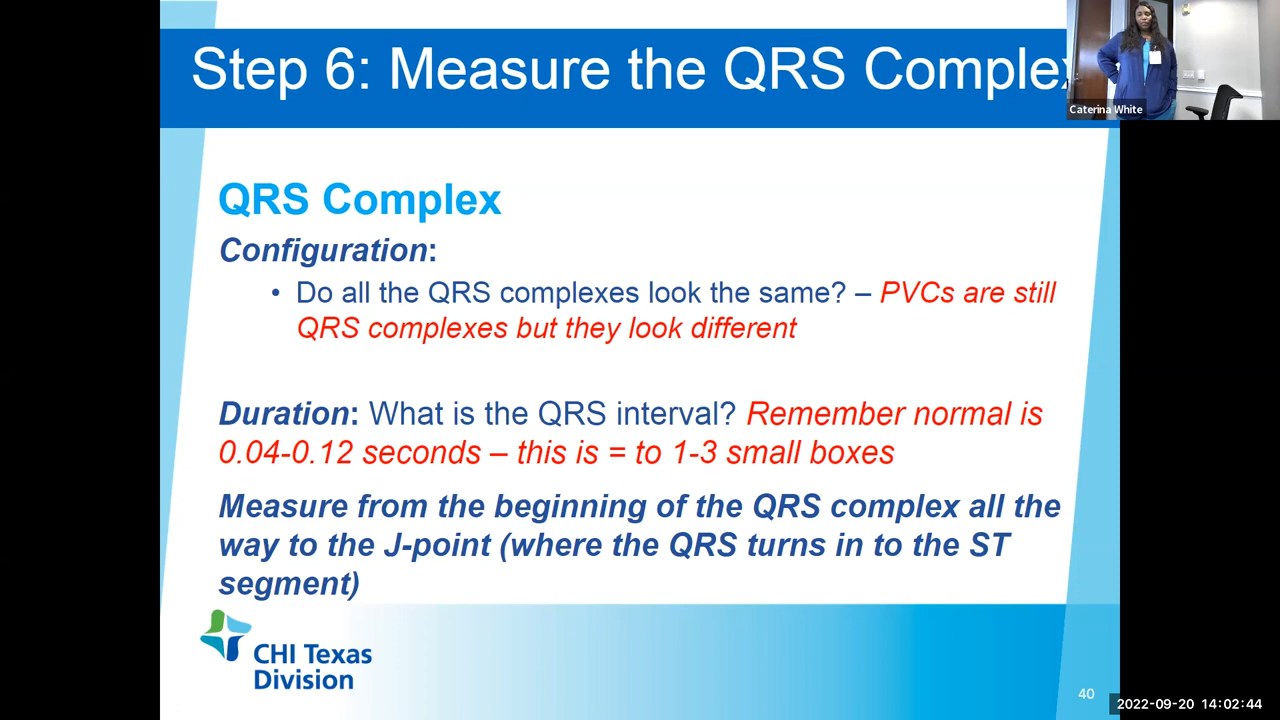 Step 6: Measure the QRS Complex
Caterina White
QRS Complex
Configuration:
• Do all the QRS complexes look the same? – PVCs are still
QRS complexes but they look different
Duration: What is the QRS interval? Remember normal is
0.04-0.12 seconds – this is = to 1-3 small boxes
Measure from the beginning of the QRS complex all the
way to the J-point (where the QRS turns in to the ST
segment)
CHI Texas
Division
40
2022-09-20 14:02:44